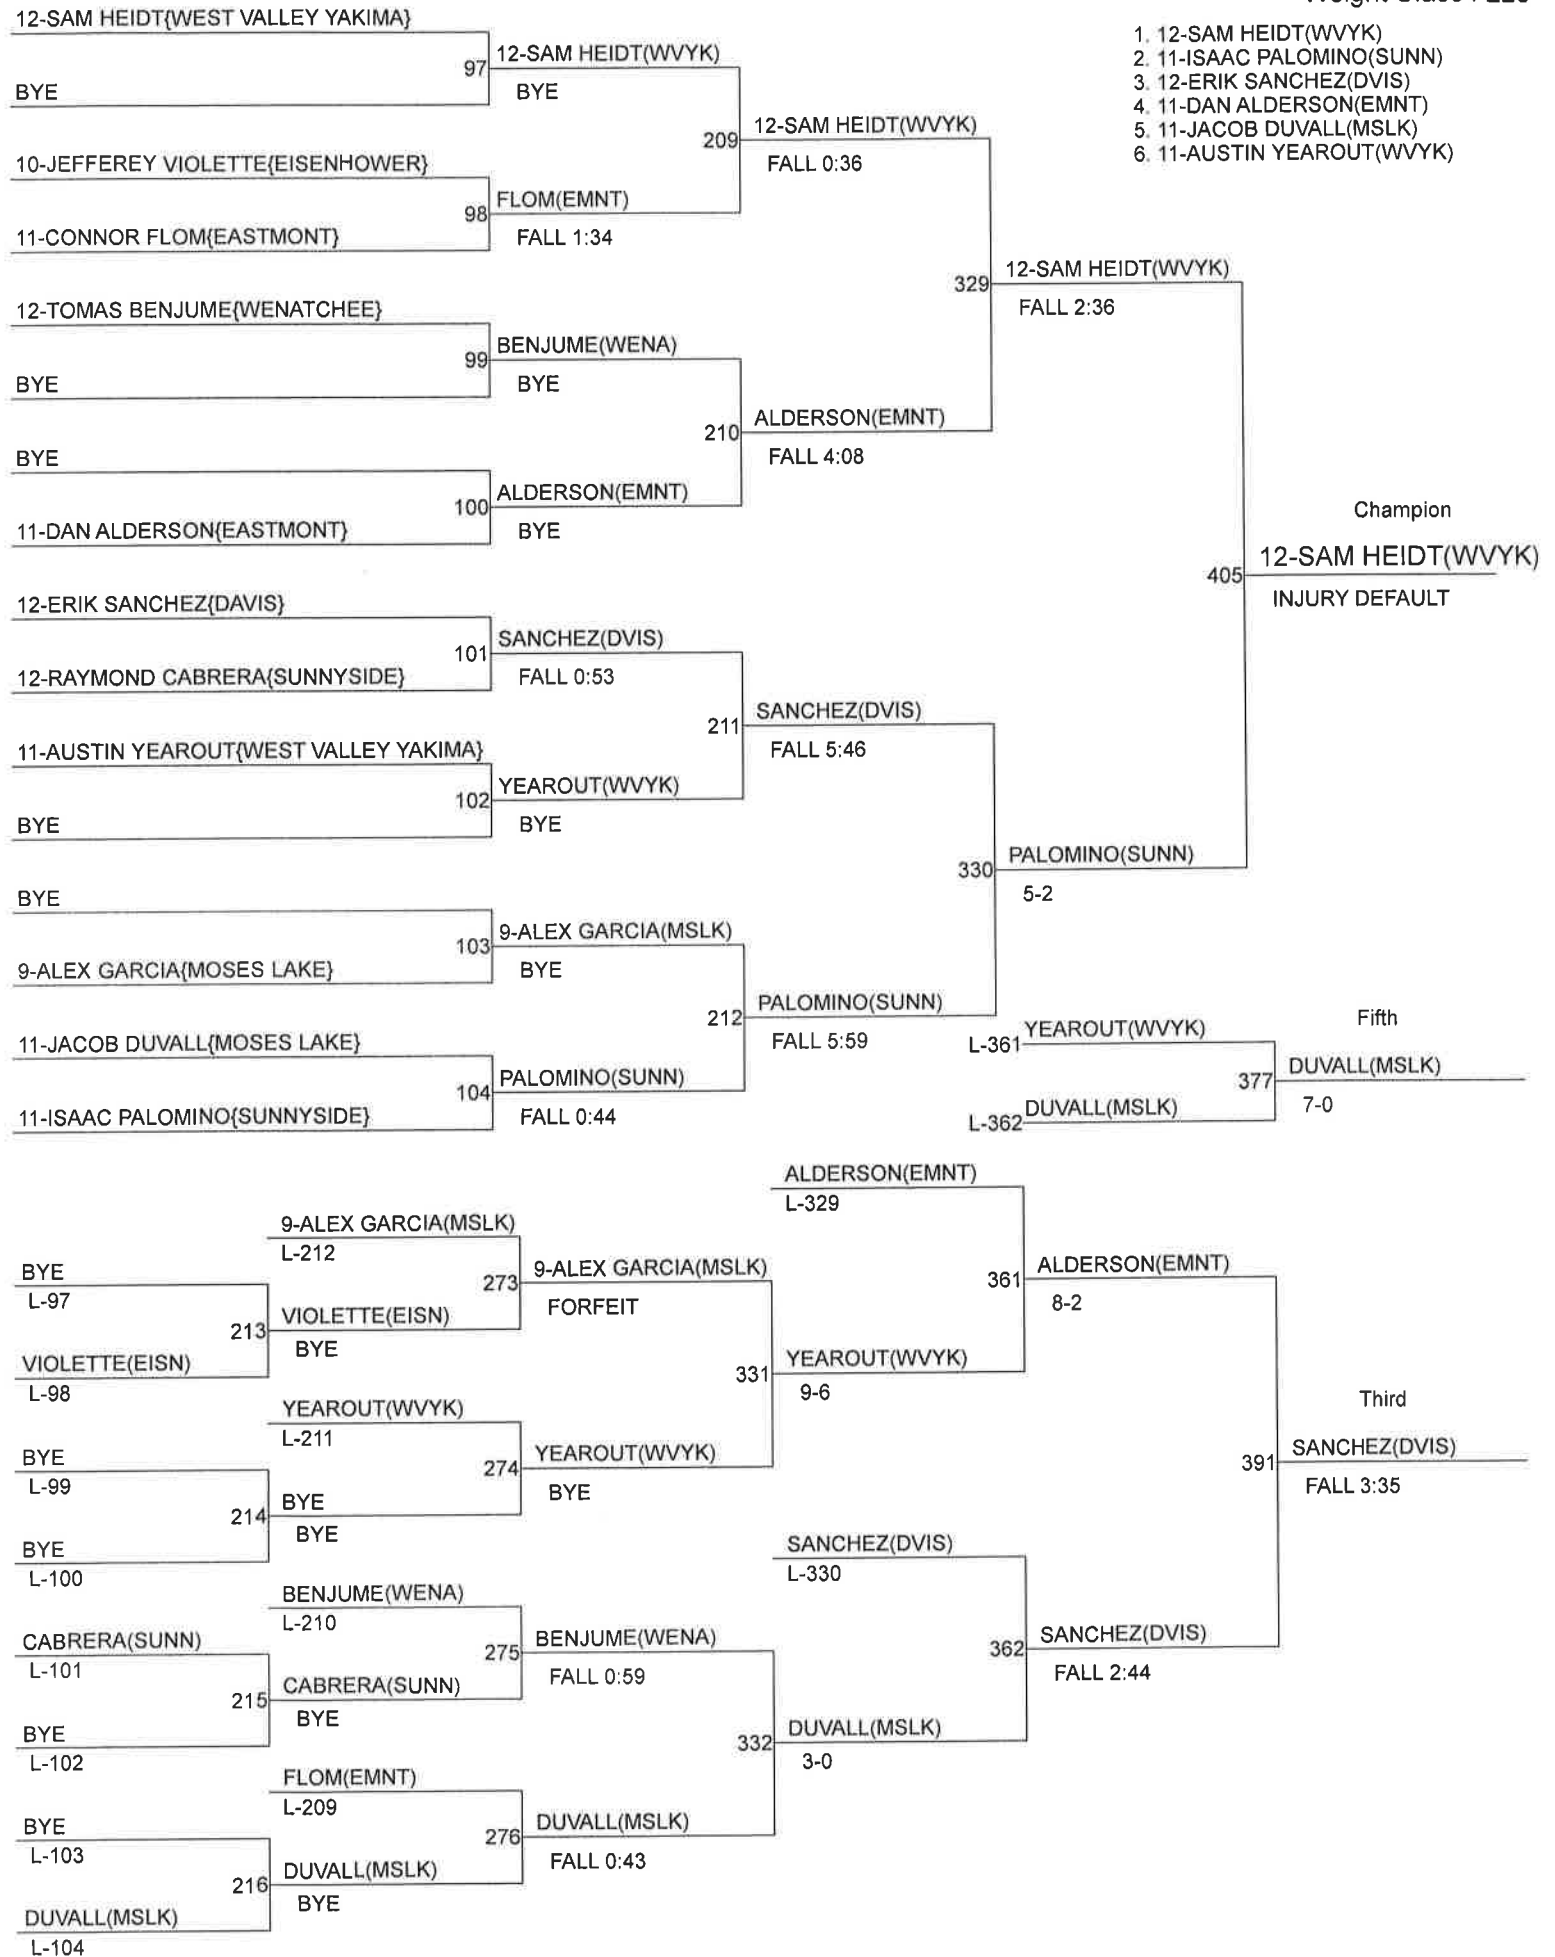 1. 12-SAM HEIDT(WVYK)
2. 11-ISAAC PALOMINO(SUNN)
3. 12-ERIK SANCHEZ(DVIS)
4. 11-DAN ALDERSON(EMNT)
5. 11-JACOB DUVALL(MSLK)
6. 11-AUSTIN YEAROUT(WVYK)
12-SAM HEIDT{WEST VALLEY YAKIMA}
97
BYE
12-SAM HEIDT(WVYK)
BYE
10-JEFFEREY VIOLETTE{EISENHOWER}
98
11-CONNOR FLOM{EASTMONT}
FLOM(EMNT)
FALL 1:34
209
12-SAM HEIDT(WVYK)
FALL 0:36
12-TOMAS BENJUME{WENATCHEE}
99
BYE
BENJUME(WENA)
BYE
BYE
100
11-DAN ALDERSON{EASTMONT}
ALDERSON(EMNT)
BYE
210
ALDERSON(EMNT)
FALL 4:08
329
12-SAM HEIDT(WVYK)
FALL 2:36
12-ERIK SANCHEZ{DAVIS}
101
12-RAYMOND CABRERA{SUNNYSIDE}
SANCHEZ(DVIS)
FALL 0:53
11-AUSTIN YEAROUT{WEST VALLEY YAKIMA}
102
BYE
YEAROUT(WVYK)
BYE
211
SANCHEZ(DVIS)
FALL 5:46
BYE
103
9-ALEX GARCIA{MOSES LAKE}
9-ALEX GARCIA(MSLK)
BYE
11-JACOB DUVALL{MOSES LAKE}
104
11-ISAAC PALOMINO{SUNNYSIDE}
PALOMINO(SUNN)
FALL 0:44
212
PALOMINO(SUNN)
FALL 5:59
330
PALOMINO(SUNN)
5-2
Champion
405
12-SAM HEIDT(WVYK)
INJURY DEFAULT
Fifth
L-361
YEAROUT(WVYK)
L-362
DUVALL(MSLK)
377
DUVALL(MSLK)
7-0
BYE
L-97
213
VIOLETTE(EISN)
L-98
9-ALEX GARCIA(MSLK)
L-212
VIOLETTE(EISN)
BYE
273
9-ALEX GARCIA(MSLK)
FORFEIT
BYE
L-99
214
BYE
L-100
YEAROUT(WVYK)
L-211
BYE
BYE
274
YEAROUT(WVYK)
BYE
331
YEAROUT(WVYK)
9-6
ALDERSON(EMNT)
L-329
361
ALDERSON(EMNT)
8-2
CABRERA(SUNN)
L-101
215
BYE
L-102
BENJUME(WENA)
L-210
CABRERA(SUNN)
BYE
275
BENJUME(WENA)
FALL 0:59
BYE
L-103
216
DUVALL(MSLK)
L-104
FLOM(EMNT)
L-209
DUVALL(MSLK)
BYE
276
DUVALL(MSLK)
FALL 0:43
332
DUVALL(MSLK)
3-0
SANCHEZ(DVIS)
L-330
362
SANCHEZ(DVIS)
FALL 2:44
Third
391
SANCHEZ(DVIS)
FALL 3:35